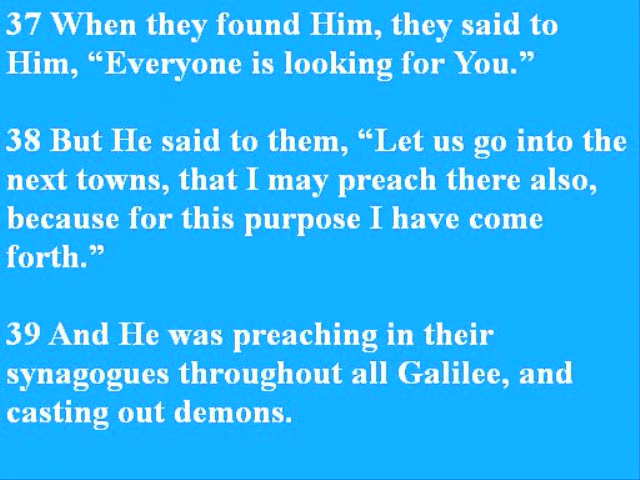 37 When they found Him, they said to
Him, “Everyone is looking for You.”
38 But He said to them, “Let us go into the
next towns, that I may preach there also,
because for this purpose I have come
forth.”
39 And He was preaching in their
synagogues throughout all Galilee, and
casting out demons.